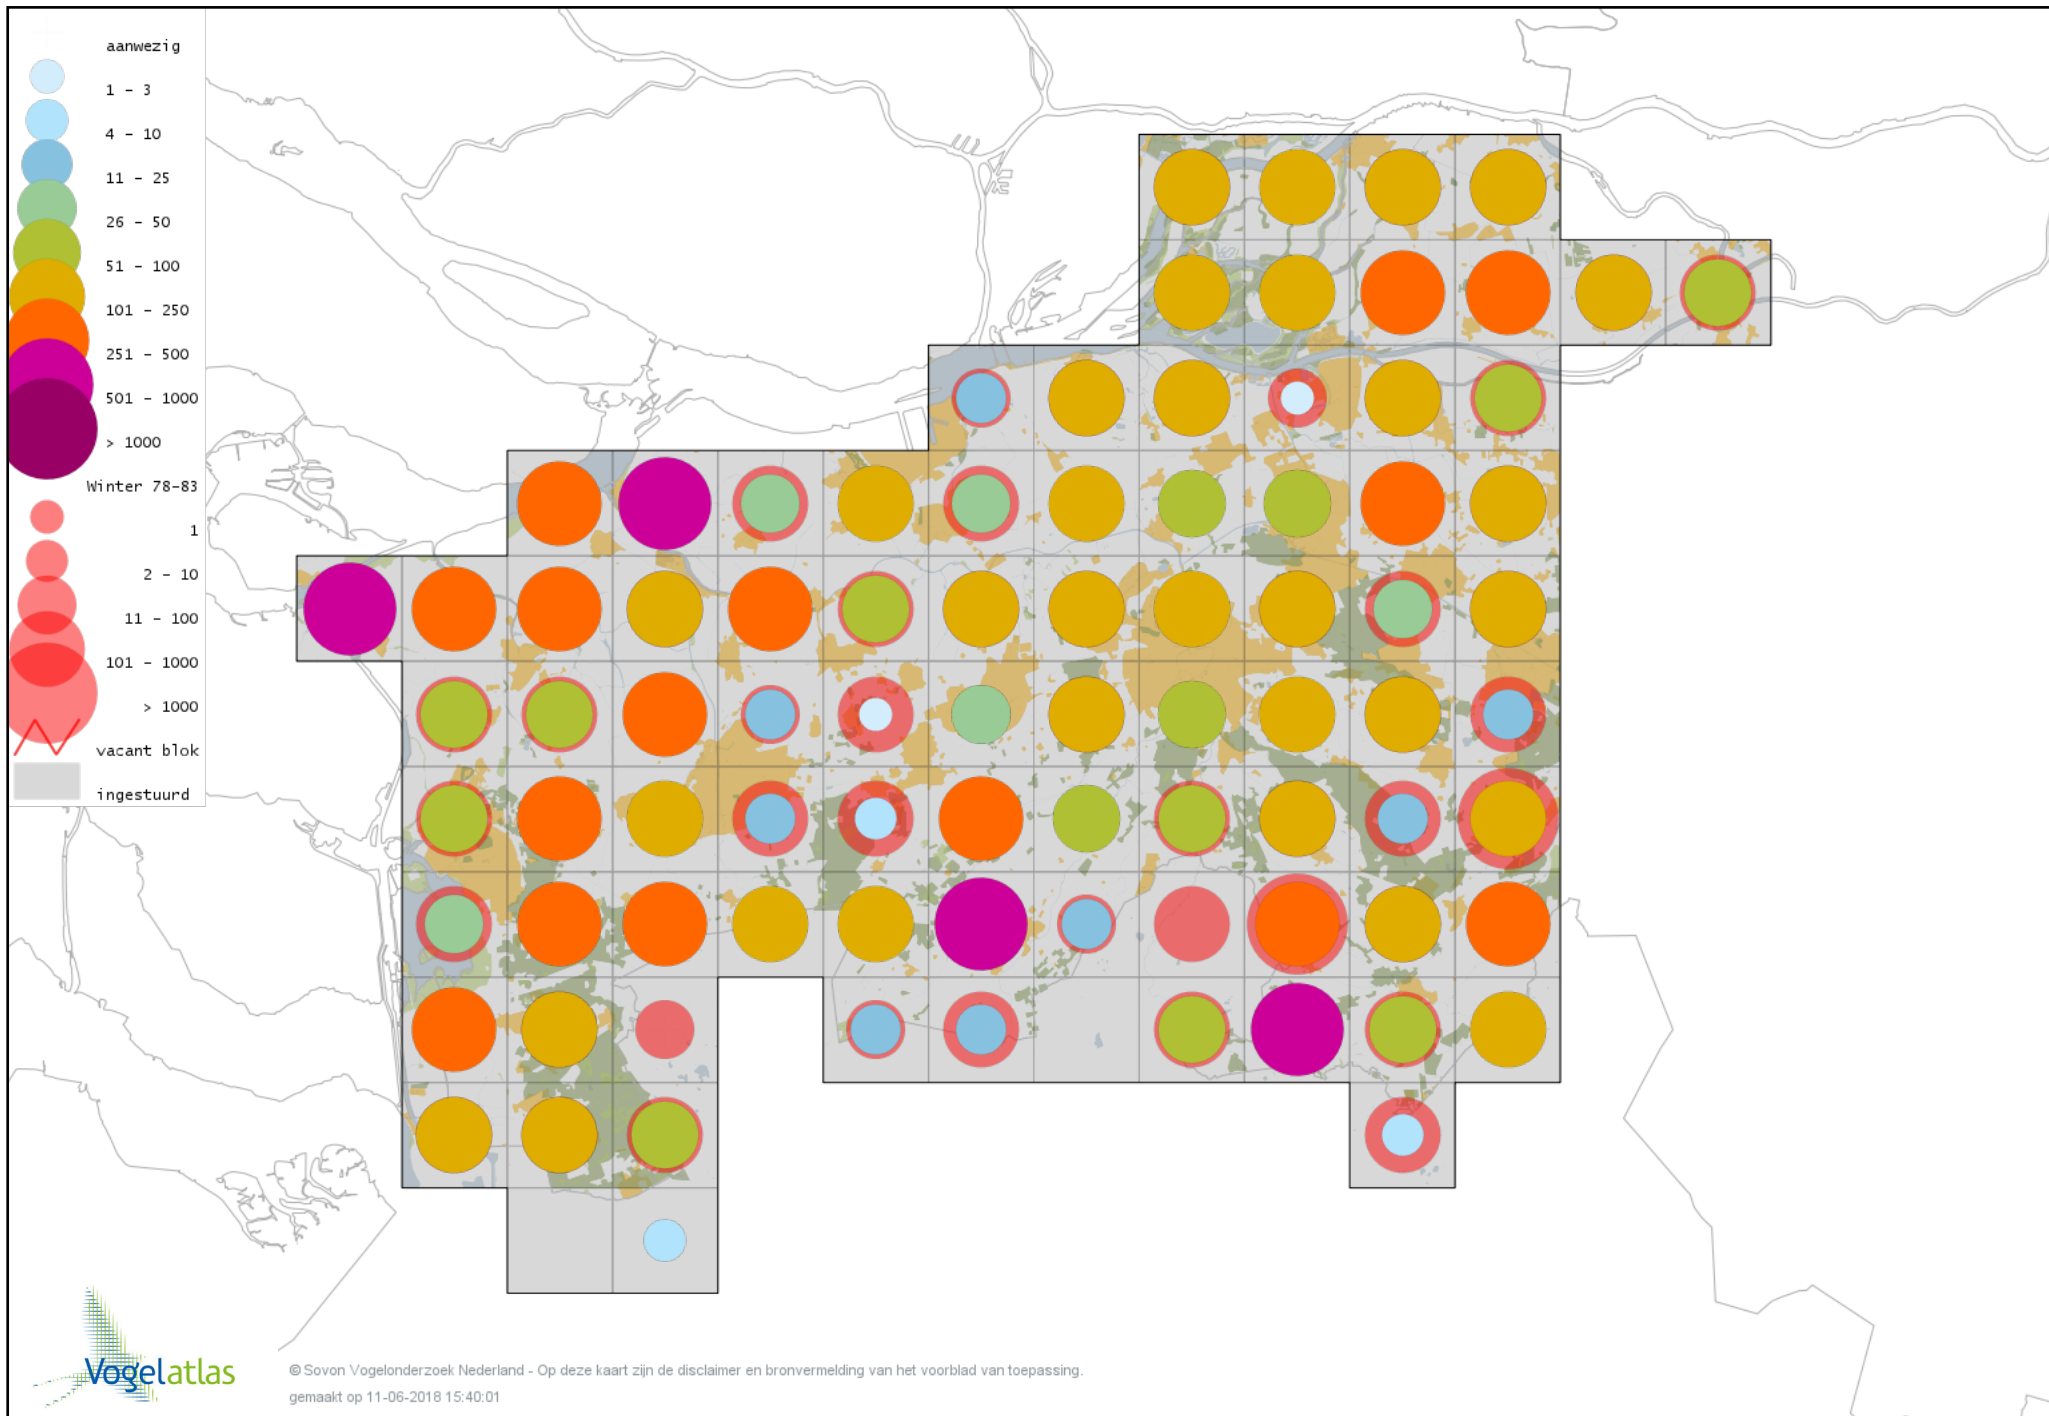 aanwezig
1 – 3
4 – 10
11 – 25
26 – 50
51 – 100
101 – 250
251 – 500
501 – 1000
> 1000
Winter 78-83
1
2 – 10
11 – 100
101 – 1000
> 1000
vacant blok
ingestuurd
Vogelatlas
© Sovon Vogelonderzoek Nederland - Op deze kaart zijn de disclaimer en bronvermelding van het voorblad van toepassing.
gemaakt op 11-06-2018 15:40:01